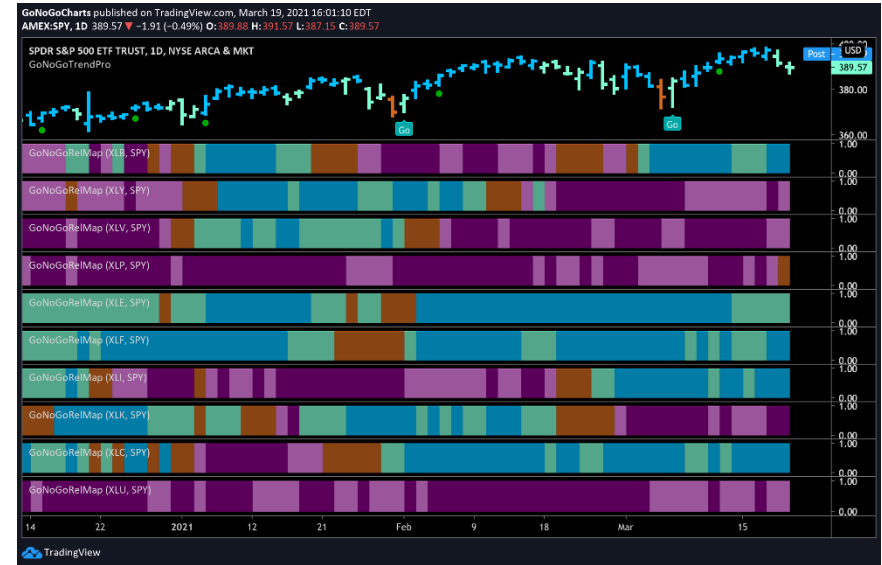 GoNoGoCharts published on TradingView.com, March 19, 2021 16:01:10 EDT
AMEX:SPY, 1D 389.57 ▼ −1.91 (−0.49%) O:389.88 H:391.57 L:387.15 C:389.57
SPDR S&P 500 ETF TRUST, 1D, NYSE ARCA & MKT
GoNoGoTrendPro
Post
USD
389.57
380.00
360.00
Go
Go
GoNoGoRelMap (XLB, SPY)
1.00
0.00
GoNoGoRelMap (XLY, SPY)
1.00
0.00
GoNoGoRelMap (XLV, SPY)
1.00
0.00
GoNoGoRelMap (XLP, SPY)
1.00
0.00
GoNoGoRelMap (XLE, SPY)
1.00
0.00
GoNoGoRelMap (XLF, SPY)
1.00
0.00
GoNoGoRelMap (XLI, SPY)
1.00
0.00
GoNoGoRelMap (XLK, SPY)
1.00
0.00
GoNoGoRelMap (XLC, SPY)
1.00
0.00
GoNoGoRelMap (XLU, SPY)
1.00
0.00
14 22 2021 12 21 Feb 9 18 Mar 15
TradingView